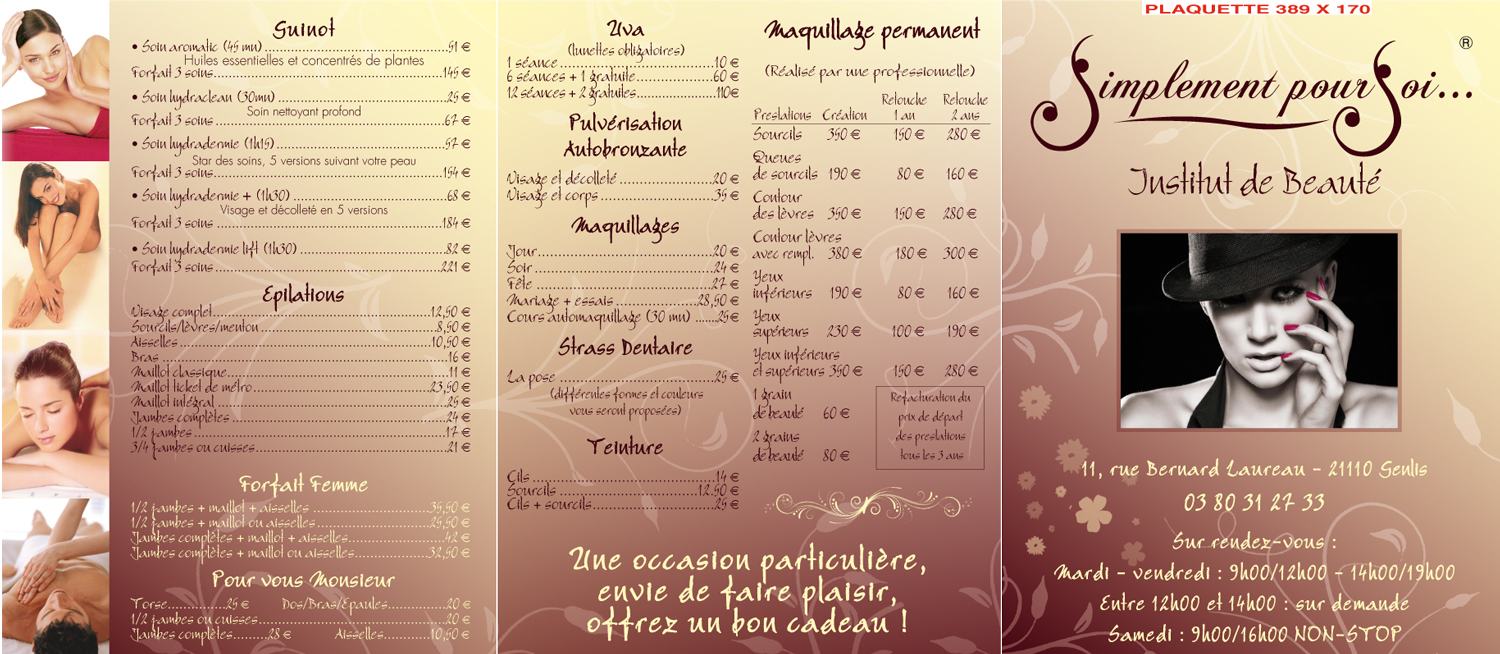 Guinot
• Soin aromatic (45 mn) ..........51 €
Huiles essentielles et concentrés de plantes
Forfait 3 soins..........145 €
• Soin hydraclean (30mn) ..........25 €
Soin nettoyant profond
Forfait 3 soins..........67 €
• Soin hydradermie (1h15) ..........57 €
Star des soins, 5 versions suivant votre peau
Forfait 3 soins..........154 €
• Soin hydradermie + (1h30) ..........68 €
Visage et décolleté en 5 versions
Forfait 3 soins ..........184 €
• Soin hydradermie lift (1h30) ..........82 €
Forfait 3 soins..........221 €
Epilations
Visage complet..........12,50 €
Sourcils/lèvres/menton..........8,50 €
Aisselles ..........10,50 €
Bras ..........16 €
Maillot classique..........11 €
Maillot ticket de métro..........23,50 €
Maillot intégral ..........25 €
Jambes complètes ..........24 €
1/2 jambes ..........17 €
3/4 jambes ou cuisses..........21 €
Forfait Femme
1/2 jambes + maillot + aisselles ..........35,50 €
1/2 jambes + maillot ou aisselles ..........25,50 €
Jambes complètes + maillot + aisselles..........42 €
Jambes complètes + maillot ou aisselles..........32,50 €
Pour vous Monsieur
Torse..........25 € Dos/Bras/Epaules..........20 €
1/2 jambes ou cuisses..........20 €
Jambes complètes..........28 € Aisselles..........10,50 €
Uva
(lunettes obligatoires)
1 séance ..........10 €
6 séances + 1 gratuite..........60 €
12 séances + 2 gratuites..........110€
Pulvérisation
Autobronzante
Visage et décolleté ..........20 €
Visage et corps..........35 €
Maquillages
Jour..........20 €
Soir..........24 €
Fête ..........27 €
Mariage + essais ..........28,50 €
Cours automaquillage (30 mn) ......25€
Strass Dentaire
La pose ..........25 €
(différentes formes et couleurs
vous seront proposées)
Teinture
Cils ..........14 €
Sourcils ..........12.50 €
Cils + sourcils..........25 €
Maquillage permanent
(Réalisé par une professionnelle)
Retouche Retouche
Prestations Création 1 an 2 ans
Sourcils 350 € 150 € 280 €
Queues
de sourcils 190 € 80 € 160 €
Contour
des lèvres 350 € 150 € 280 €
Contour lèvres
avec rempl. 380 € 180 € 300 €
Yeux
inférieurs 190 € 80 € 160 €
Yeux
supérieurs 230 € 100 € 190 €
Yeux inférieurs
et supérieurs 350 € 150 € 280 €
1 grain
de beauté 60 €
2 grains
de beauté 80 €
Refacturation du
prix de départ
des prestations
tous les 3 ans
Une occasion particulière,
envie de faire plaisir,
offrez un bon cadeau !
PLAQUETTE 389 X 170
Simplement pour Soi... ®
Institut de Beauté
11, rue Bernard Laureau - 21110 Genlis
03 80 31 27 33
Sur rendez-vous :
Mardi - vendredi : 9h00/12h00 - 14h00/19h00
Entre 12h00 et 14h00 : sur demande
Samedi : 9h00/16h00 NON-STOP